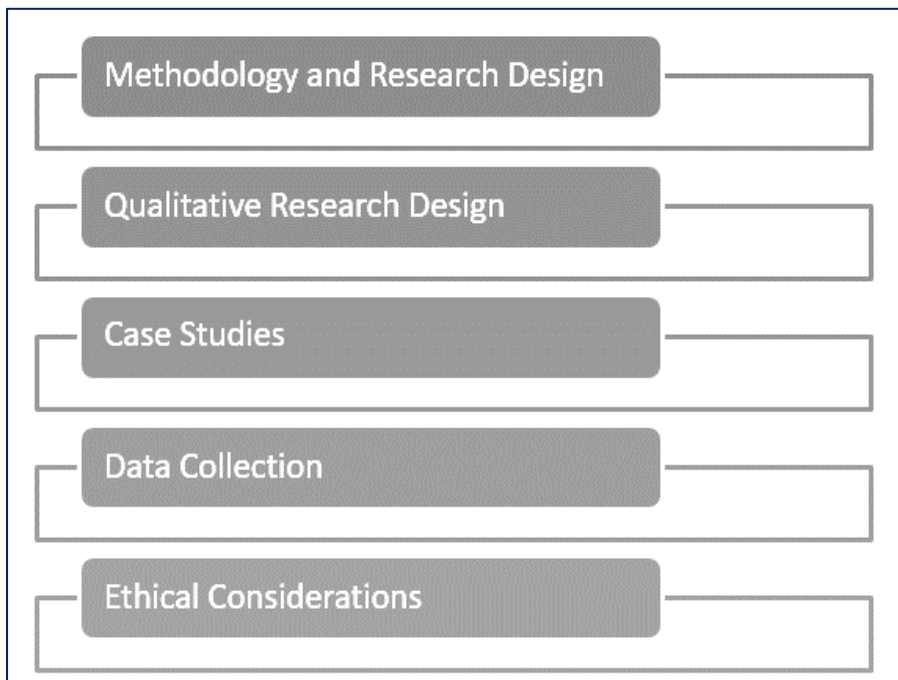 Methodology and Research Design
Qualitative Research Design
Case Studies
Data Collection
Ethical Considerations